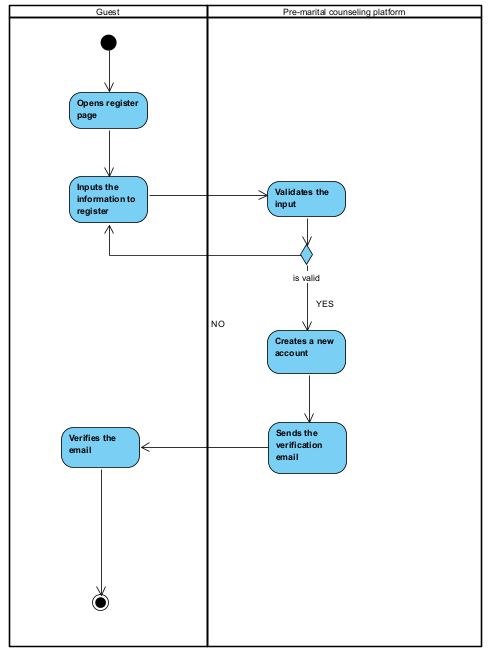 Guest
Pre-marital counseling platform
Opens register
page
Inputs the
information to
register
Validates the
input
is valid
YES
NO
Creates a new
account
Sends the
verification
email
Verifies the
email